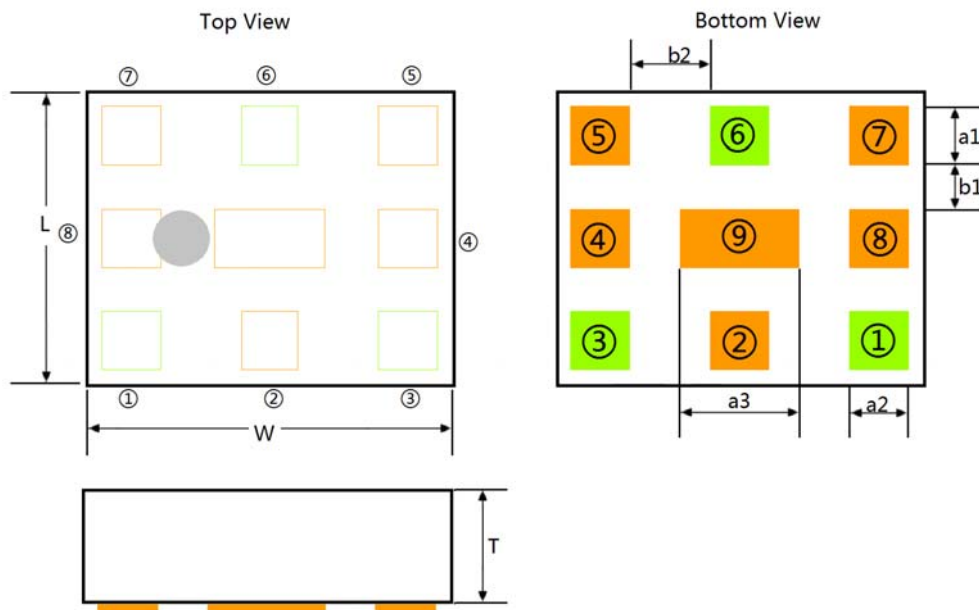 Top View
⑦ ⑥ ⑤
L ⑧ ④
① ② ③
W
T
Bottom View
b2
⑤ ⑥ ⑦ a1
b1
④ ⑨ ⑧
③ ② ①
a3 a2